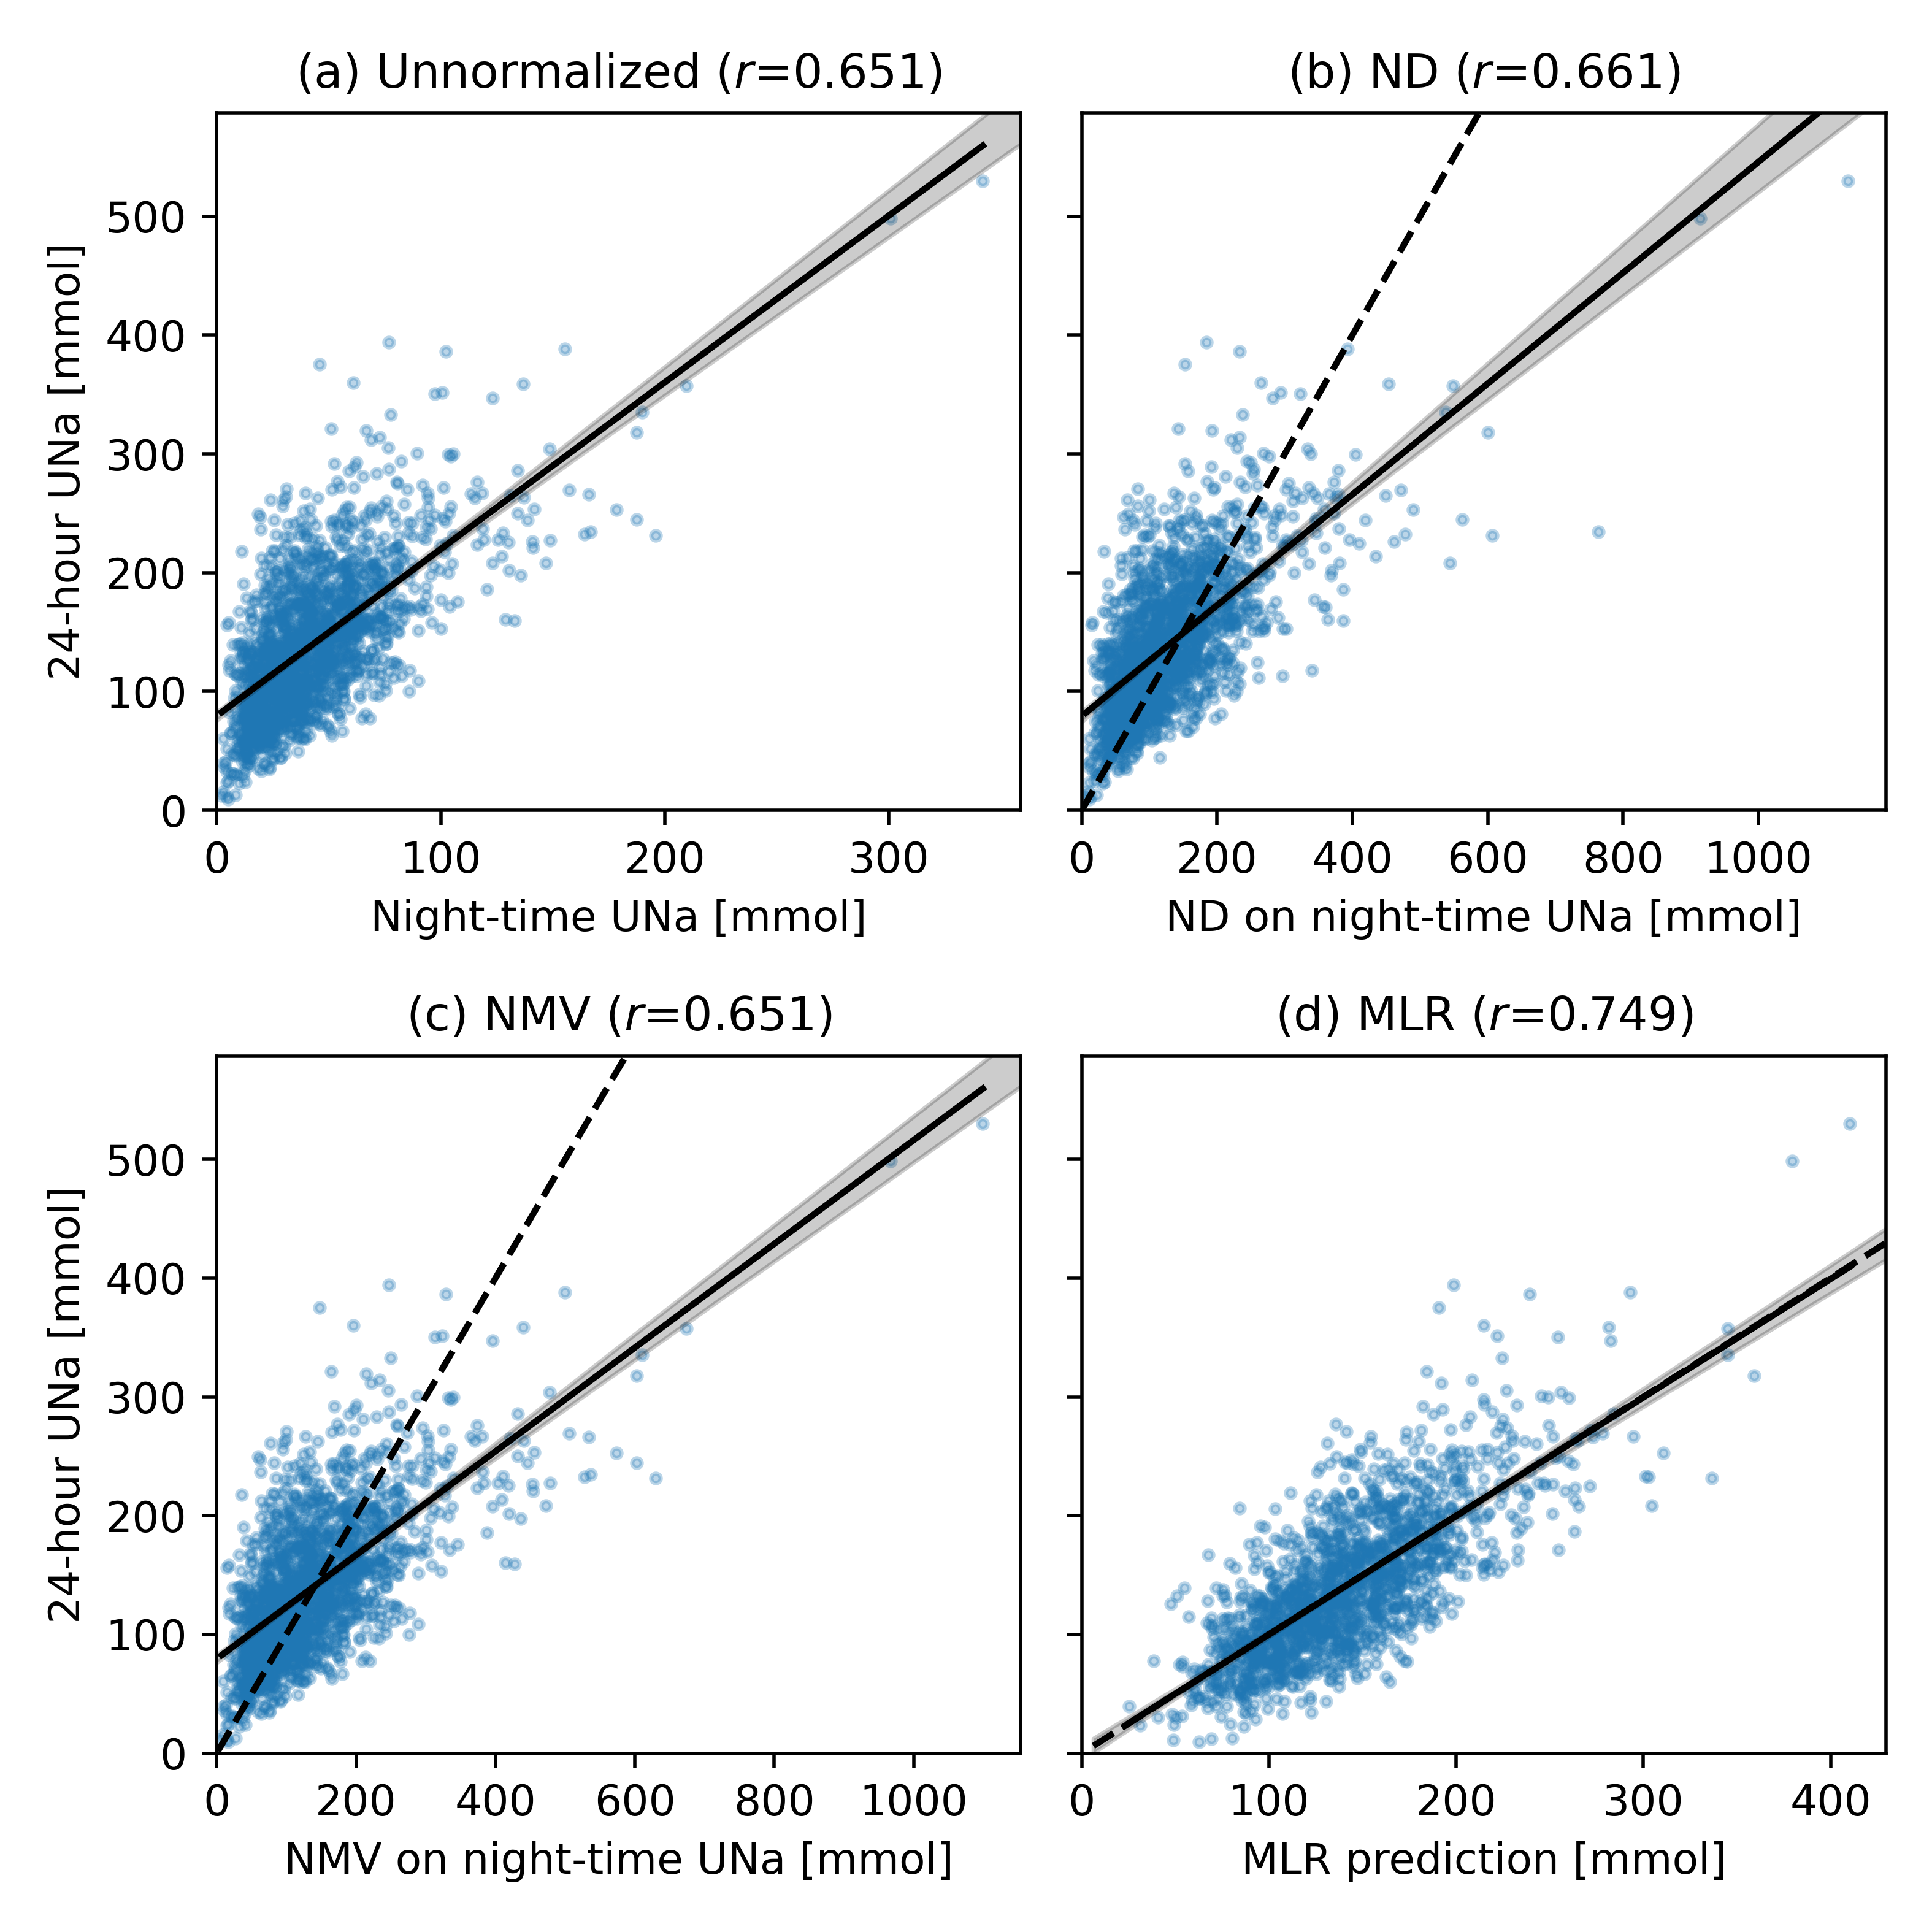 (a) Unnormalized (r=0.651)
(b) ND (r=0.661)
24-hour UNa [mmol]
500
400
300
200
100
0
0 100 200 300
0 200 400 600 800 1000
Night-time UNa [mmol]
ND on night-time UNa [mmol]
(c) NMV (r=0.651)
(d) MLR (r=0.749)
24-hour UNa [mmol]
500
400
300
200
100
0
0 200 400 600 800 1000
0 100 200 300 400
NMV on night-time UNa [mmol]
MLR prediction [mmol]